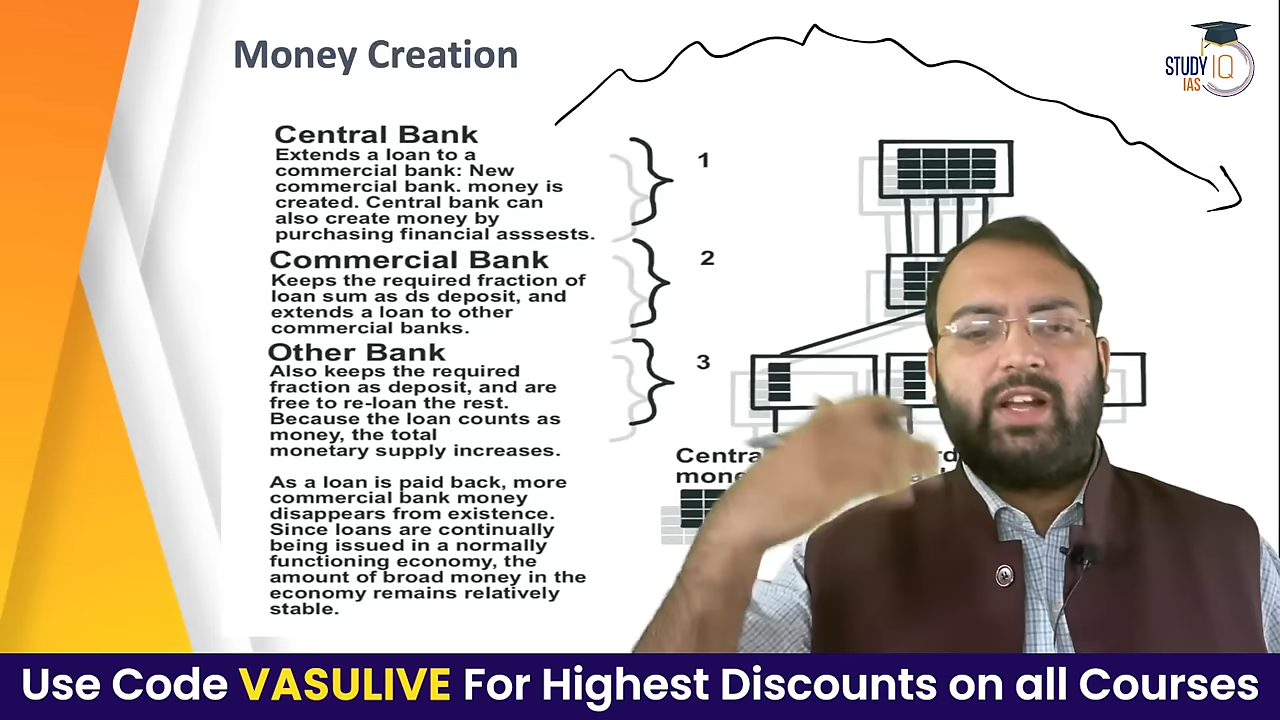 Money Creation
STUDY IQ
IAS
Central Bank
Extends a loan to a
commercial bank: New
commercial bank. money is
created. Central bank can
also create money by
purchasing financial asssests.
1
Commercial Bank
Keeps the required fraction of
loan sum as ds deposit, and
extends a loan to other
commercial banks.
2
Other Bank
Also keeps the required
fraction as deposit, and are
free to re-loan the rest.
Because the loan counts as
money, the total
monetary supply increases.
3
As a loan is paid back, more
commercial bank money
disappears from existence.
Since loans are continually
being issued in a normally
functioning economy, the
amount of broad money in the
economy remains relatively
stable.
Use Code VASULIVE For Highest Discounts on all Courses